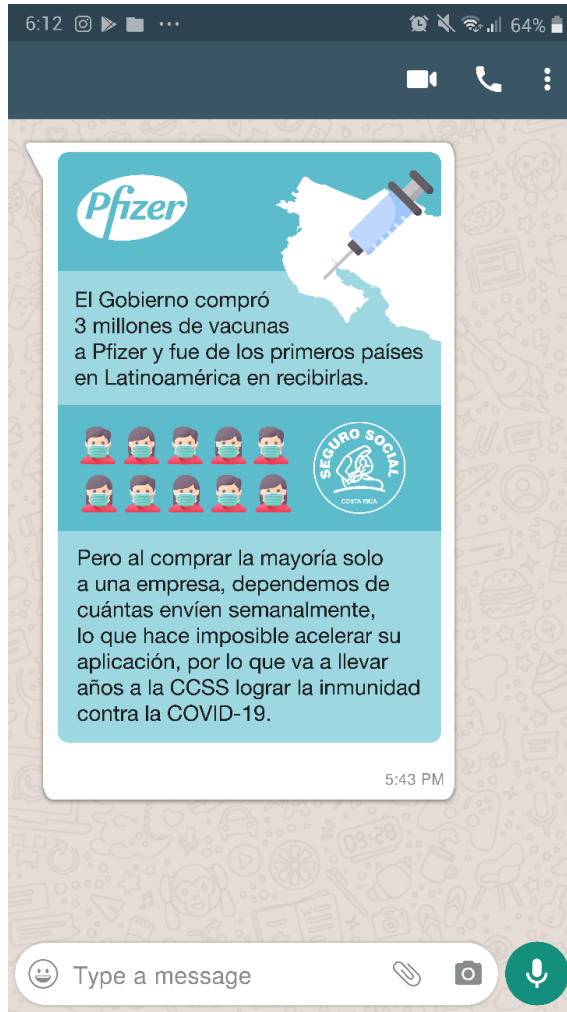 6:12 64%
Pfizer
El Gobierno compró
3 millones de vacunas
a Pfizer y fue de los primeros países
en Latinoamérica en recibirlas.
SEGURO SOCIAL
COSTA RICA
Pero al comprar la mayoría solo
a una empresa, dependemos de
cuántas envíen semanalmente,
lo que hace imposible acelerar su
aplicación, por lo que va a llevar
años a la CCSS lograr la inmunidad
contra la COVID-19.
5:43 PM
09:28
Type a message